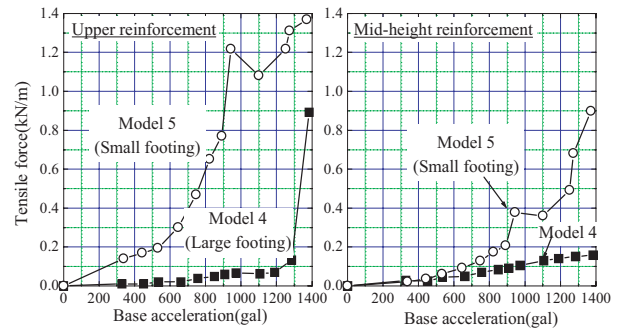 Upper reinforcement
Mid-height reinforcement
Tensile force(kN/m)
1.4
1.2
1.0
0.8
0.6
0.4
0.2
0.0
Model 5
(Small footing)
Model 4
(Large footing)
0 200 400 600 800 1000 1200 1400
Base acceleration(gal)
1.4
1.2
1.0
0.8
0.6
0.4
0.2
0.0
Model 5
(Small footing)
Model 4
0 200 400 600 800 1000 1200 1400
Base acceleration(gal)